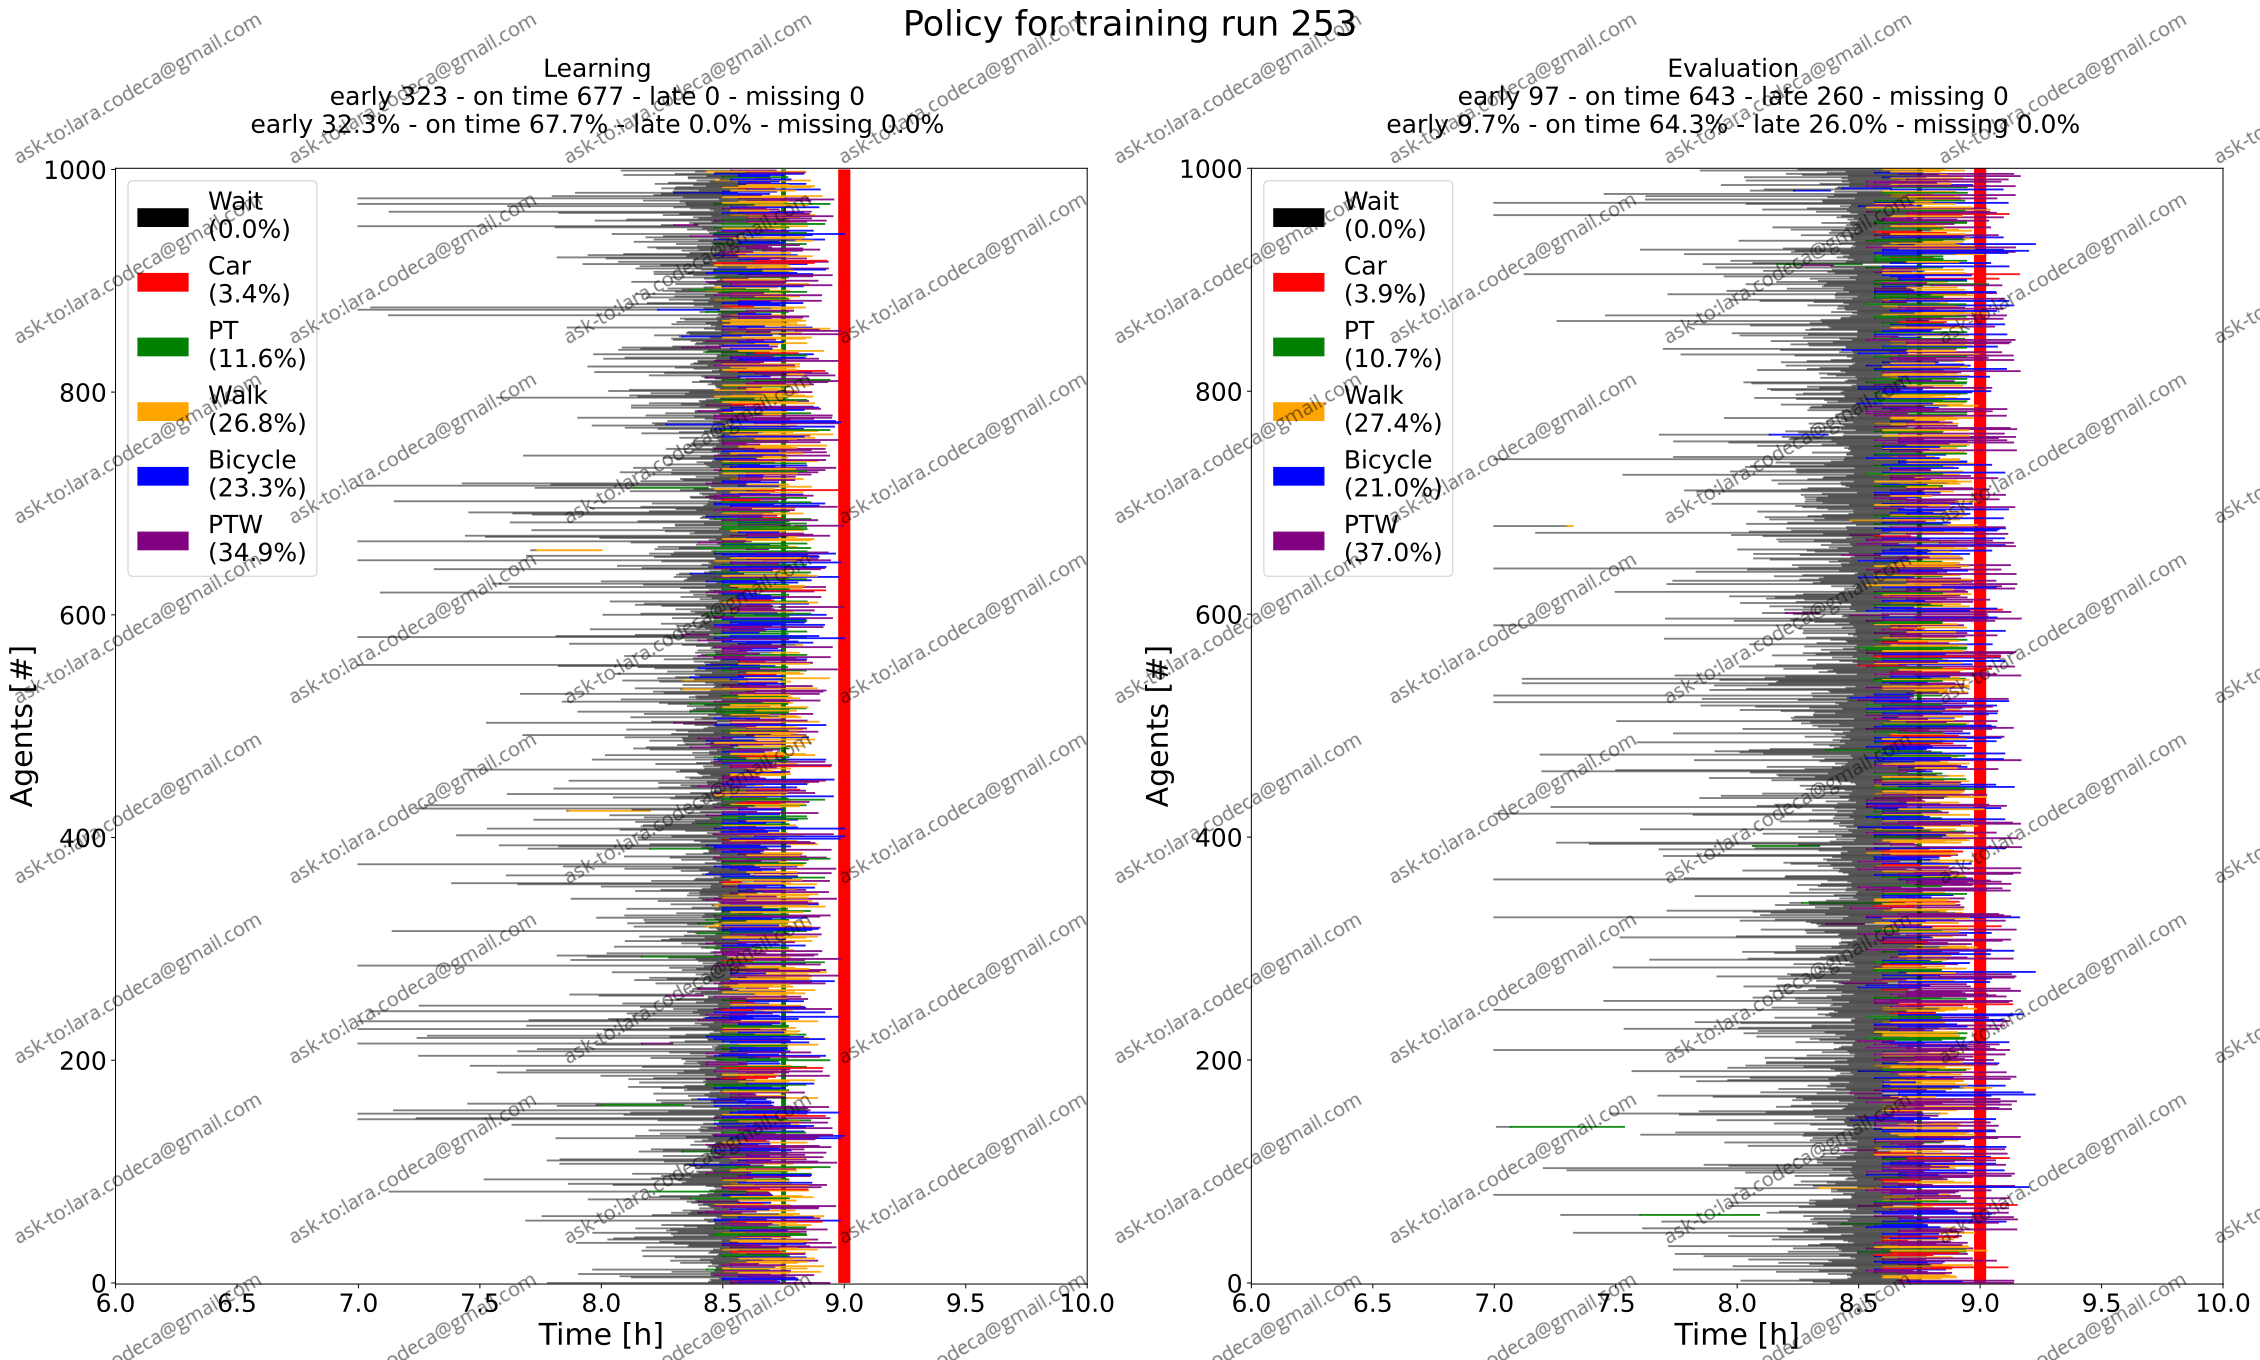 Policy for training run 253
Learning
early 323 - on time 677 - late 0 - missing 0
early 32.3% - on time 67.7% - late 0.0% - missing 0.0%
1000
800
600
400
200
0
Agents [#]
Wait
(0.0%)
Car
(3.4%)
PT
(11.6%)
Walk
(26.8%)
Bicycle
(23.3%)
PTW
(34.9%)
6.0 6.5 7.0 7.5 8.0 8.5 9.0 9.5 10.0
Time [h]
Evaluation
early 97 - on time 643 - late 260 - missing 0
early 9.7% - on time 64.3% - late 26.0% - missing 0.0%
1000
800
600
400
200
0
Agents [#]
Wait
(0.0%)
Car
(3.9%)
PT
(10.7%)
Walk
(27.4%)
Bicycle
(21.0%)
PTW
(37.0%)
6.0 6.5 7.0 7.5 8.0 8.5 9.0 9.5 10.0
Time [h]
ask-to:lara.codeca@gmail.com